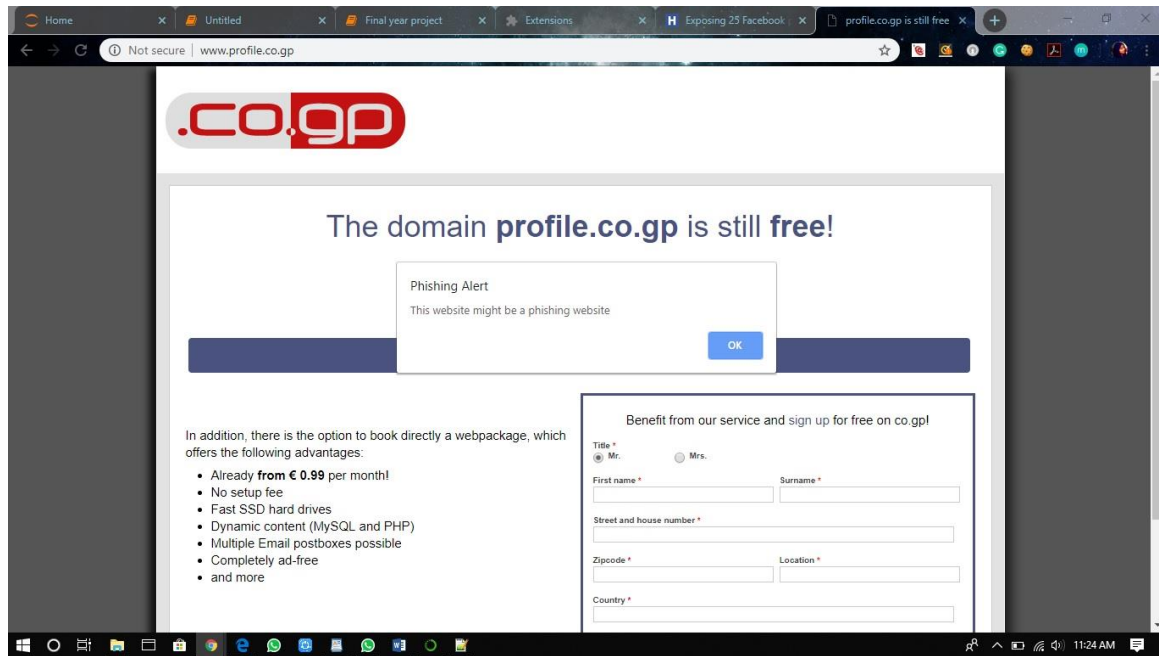 Home
Untitled
Final year project
Extensions
Exposing 25 Facebook
profile.co.gp is still free
Not secure | www.profile.co.gp
.co.gp
The domain profile.co.gp is still free!
Phishing Alert
This website might be a phishing website
OK
In addition, there is the option to book directly a webpackage, which
offers the following advantages:
• Already from € 0.99 per month!
• No setup fee
• Fast SSD hard drives
• Dynamic content (MySQL and PHP)
• Multiple Email postboxes possible
• Completely ad-free
• and more
Benefit from our service and sign up for free on co.gp!
Title *
Mr. Mrs.
First name * Surname *
Street and house number *
Zipcode * Location *
Country *
11:24 AM